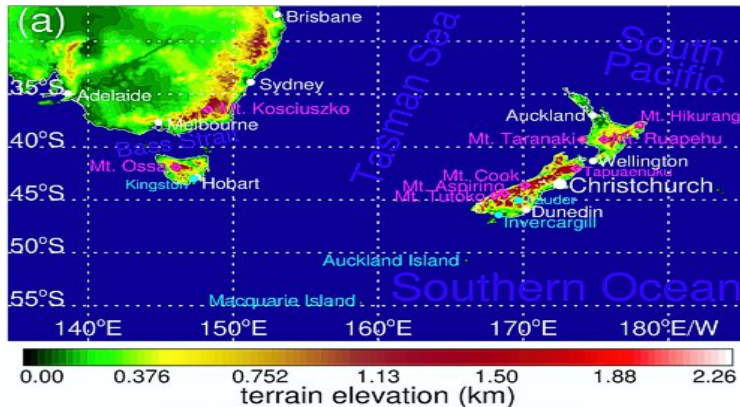 (a)
Brisbane
Tasman Sea
South
Pacific
35°S
Adelaide
Sydney
Mt. Kosciuszko
Auckland
Mt. Hikurang
Melbourne
40°S
Bass Strait
Mt. Taranaki
Mt. Ruapehu
Mt. Ossa
Wellington
Tapuaenuku
Kingston
Hobart
Mt. Cook
Christchurch
45°S
Mt. Aspiring
Mt. Tutoko
Lauder
Dunedin
Invercargill
50°S
Auckland Island
Southern Ocean
55°S
Macquarie Island
140°E
150°E
160°E
170°E
180°E/W
0.00 0.376 0.752 1.13 1.50 1.88 2.26
terrain elevation (km)